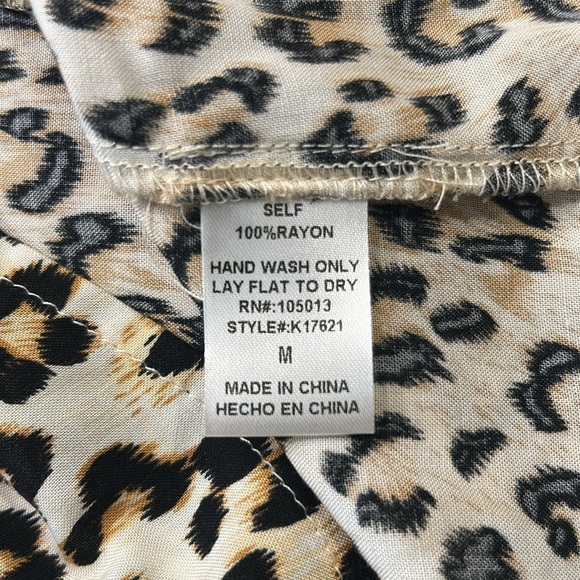 SELF
100%RAYON
HAND WASH ONLY
LAY FLAT TO DRY
RN#:105013
STYLE#:K17621
M
MADE IN CHINA
HECHO EN CHINA